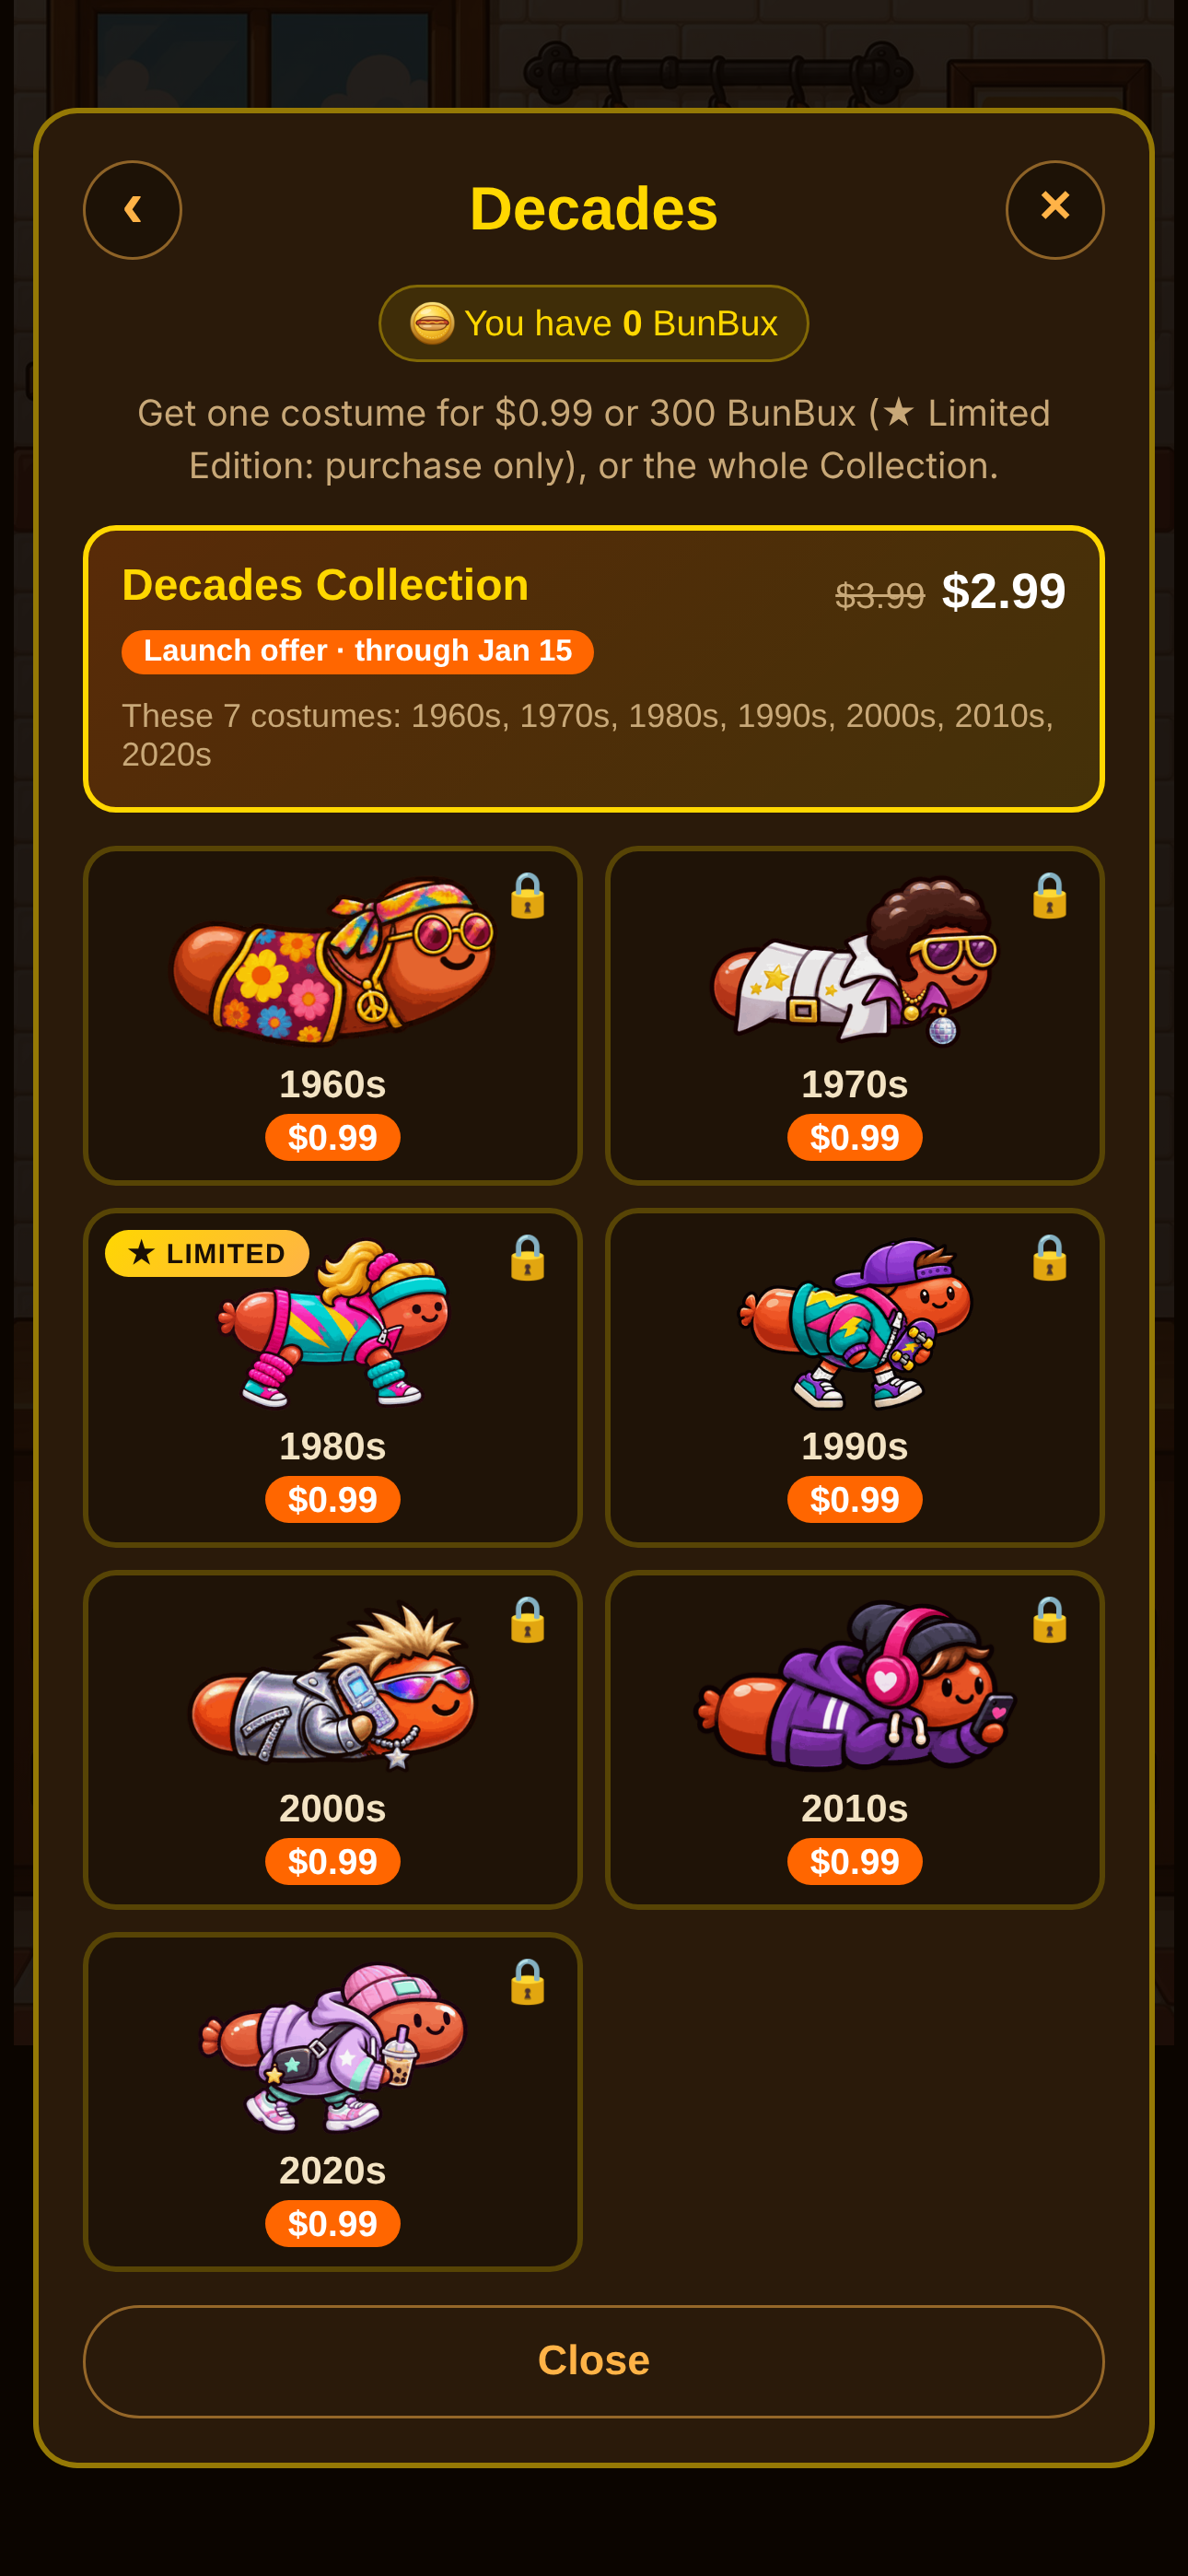 Decades
You have 0 BunBux
Get one costume for $0.99 or 300 BunBux (★ Limited
Edition: purchase only), or the whole Collection.
Decades Collection
$3.99 $2.99
Launch offer · through Jan 15
These 7 costumes: 1960s, 1970s, 1980s, 1990s, 2000s, 2010s,
2020s
1960s
$0.99
1970s
$0.99
★ LIMITED
1980s
$0.99
1990s
$0.99
2000s
$0.99
2010s
$0.99
2020s
$0.99
Close